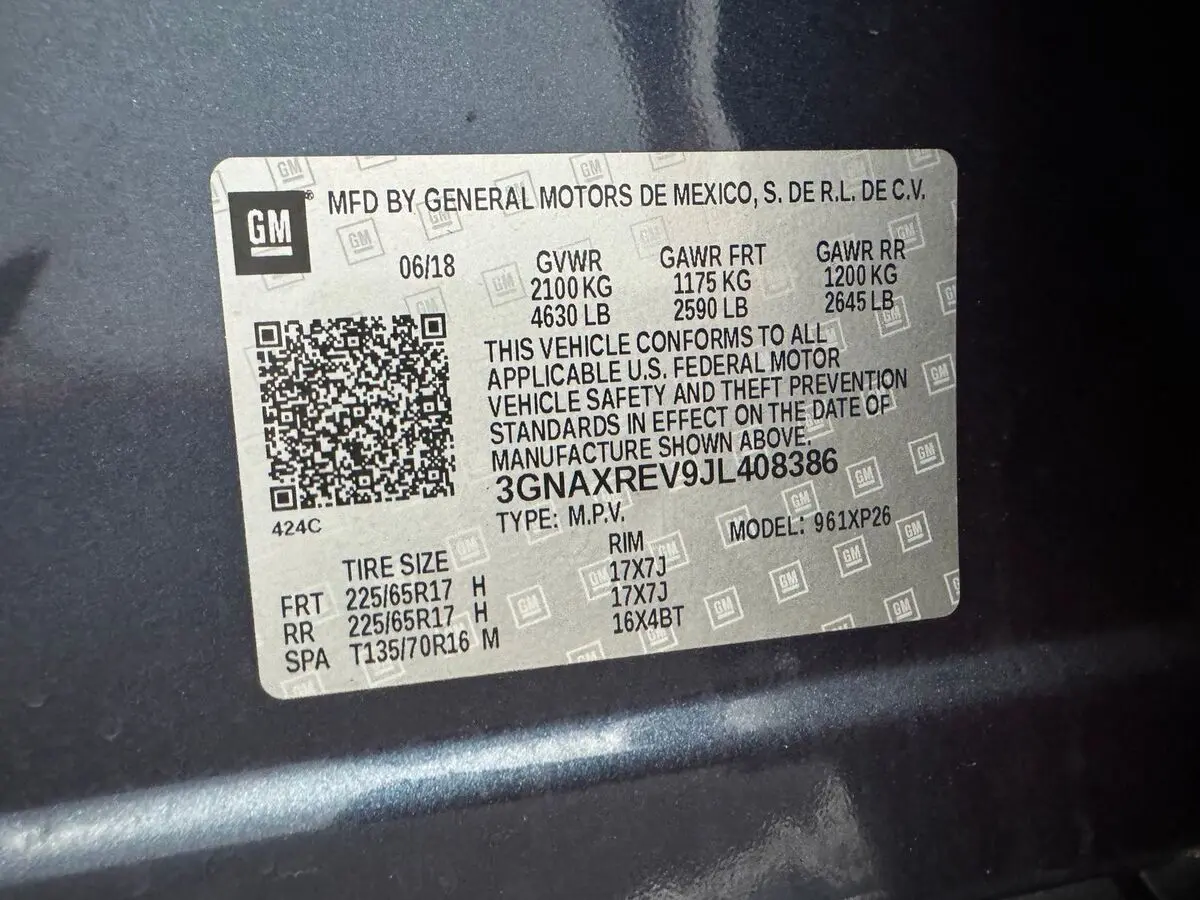 GM® MFD BY GENERAL MOTORS DE MEXICO, S. DE R.L. DE C.V.
06/18 GVWR GAWR FRT GAWR RR
2100 KG 1175 KG 1200 KG
4630 LB 2590 LB 2645 LB
THIS VEHICLE CONFORMS TO ALL
APPLICABLE U.S. FEDERAL MOTOR
VEHICLE SAFETY AND THEFT PREVENTION
STANDARDS IN EFFECT ON THE DATE OF
MANUFACTURE SHOWN ABOVE.
3GNAXREV9JL408386
424C
TYPE: M.P.V. MODEL: 961XP26
TIRE SIZE RIM
FRT 225/65R17 H 17X7J
RR 225/65R17 H 17X7J
SPA T135/70R16 M 16X4BT